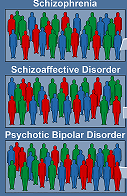 Schizophrenia
Schizoaffective Disorder
Psychotic Bipolar Disorder